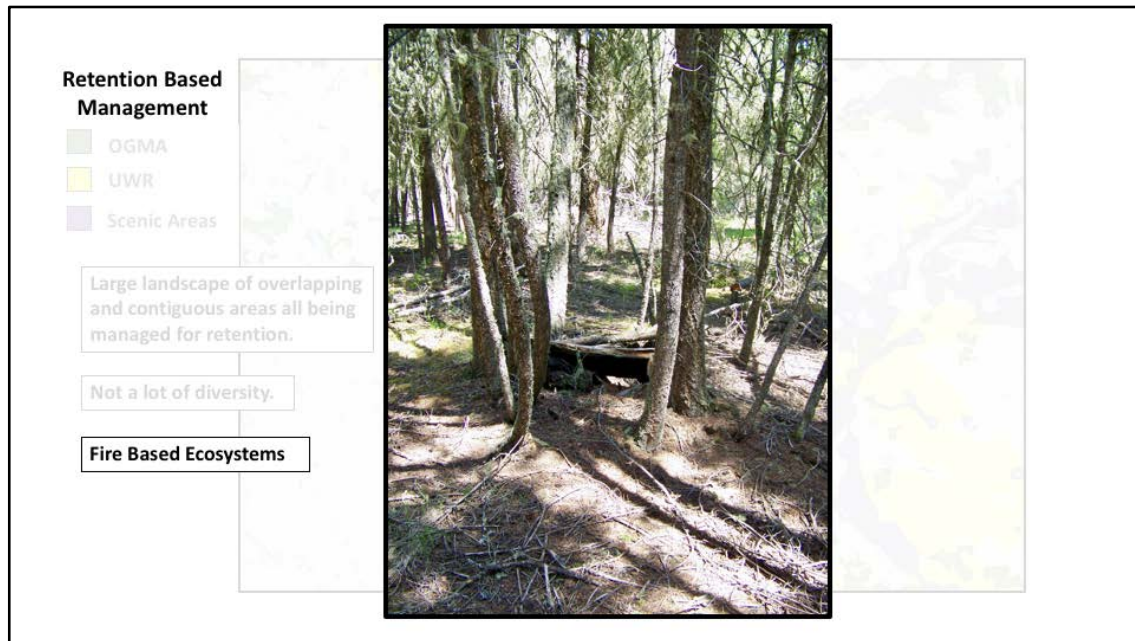 Retention Based
Management
OGMA
UWR
Scenic Areas
Large landscape of overlapping
and contiguous areas all being
managed for retention.
Not a lot of diversity.
Fire Based Ecosystems